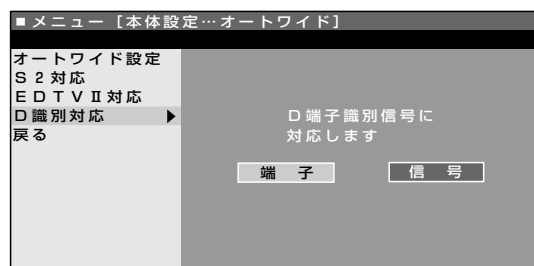 ■メニュー［本体設定…オートワイド］
オートワイド設定
Ｓ２対応
ＥＤＴＶⅡ対応
Ｄ識別対応 ▶
戻る
Ｄ端子識別信号に
対応します
端　子　信　号